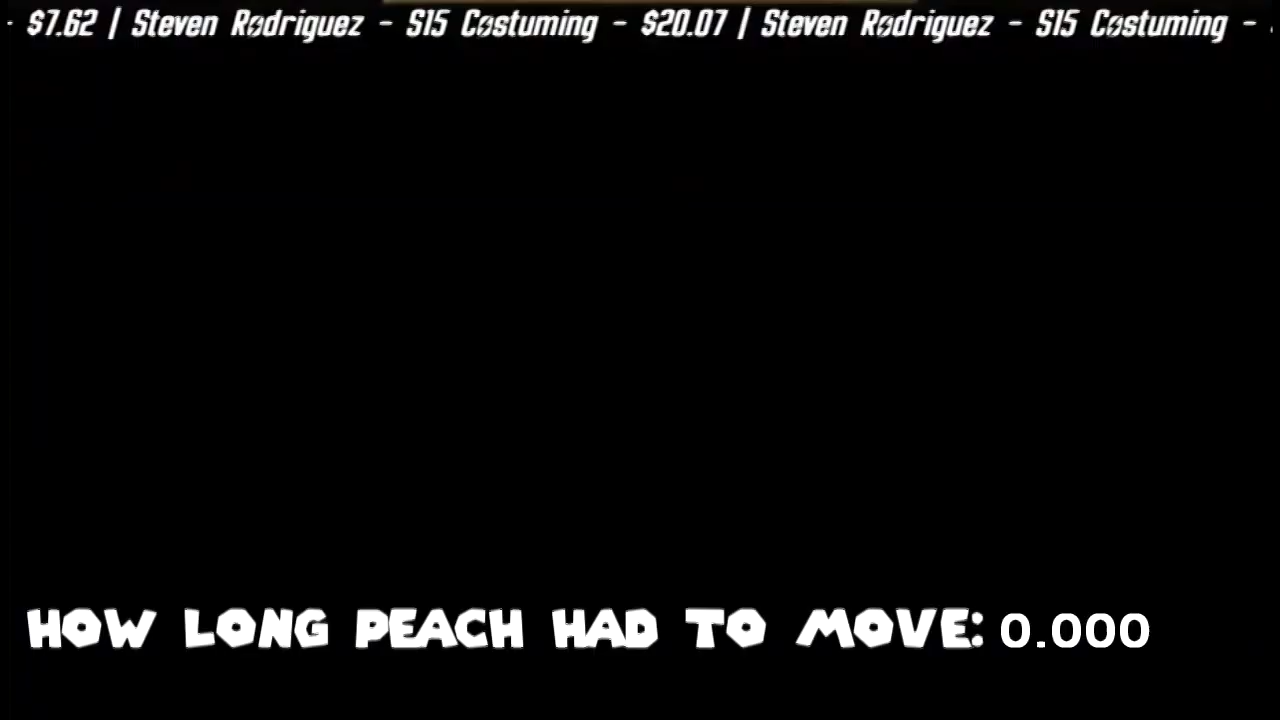 - $7.62 | Steven Rodriguez - S15 Costuming - $20.07 | Steven Rodriguez - S15 Costuming -
HOW LONG PEACH HAD TO MOVE: 0.000